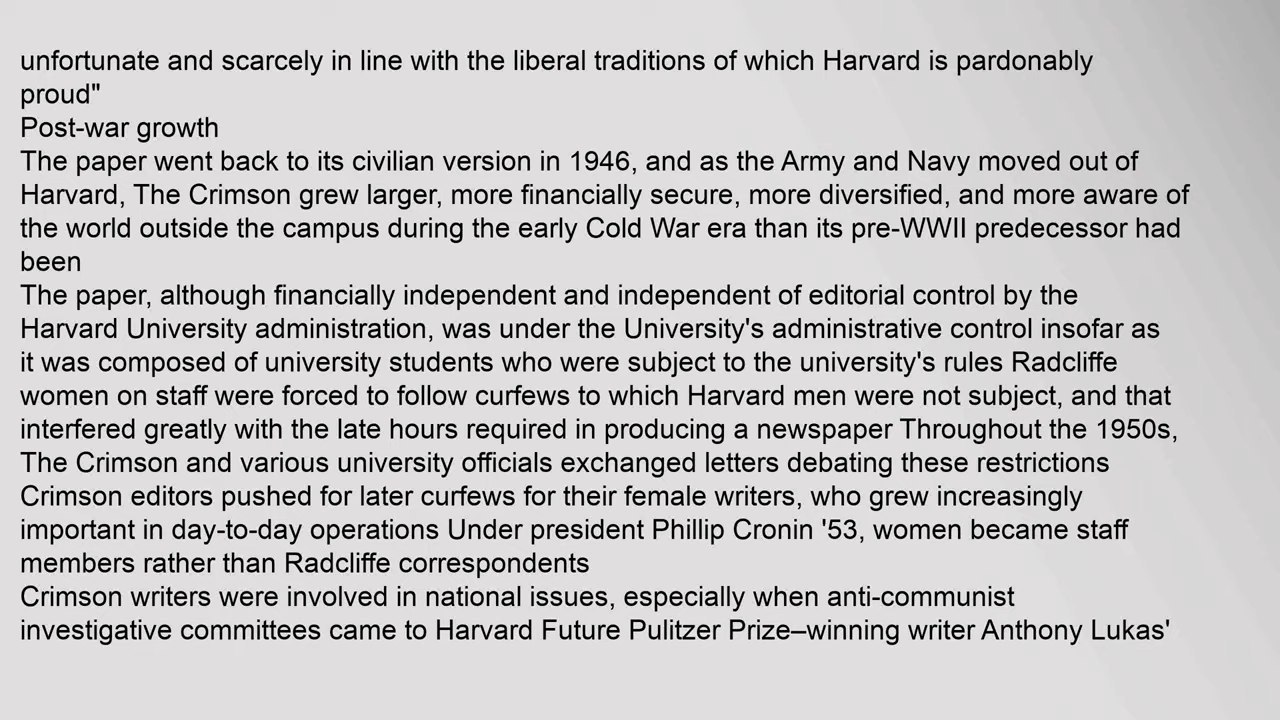 unfortunate and scarcely in line with the liberal traditions of which Harvard is pardonably
proud"
Post-war growth
The paper went back to its civilian version in 1946, and as the Army and Navy moved out of
Harvard, The Crimson grew larger, more financially secure, more diversified, and more aware of
the world outside the campus during the early Cold War era than its pre-WWII predecessor had
been
The paper, although financially independent and independent of editorial control by the
Harvard University administration, was under the University's administrative control insofar as
it was composed of university students who were subject to the university's rules Radcliffe
women on staff were forced to follow curfews to which Harvard men were not subject, and that
interfered greatly with the late hours required in producing a newspaper Throughout the 1950s,
The Crimson and various university officials exchanged letters debating these restrictions
Crimson editors pushed for later curfews for their female writers, who grew increasingly
important in day-to-day operations Under president Phillip Cronin '53, women became staff
members rather than Radcliffe correspondents
Crimson writers were involved in national issues, especially when anti-communist
investigative committees came to Harvard Future Pulitzer Prize–winning writer Anthony Lukas'